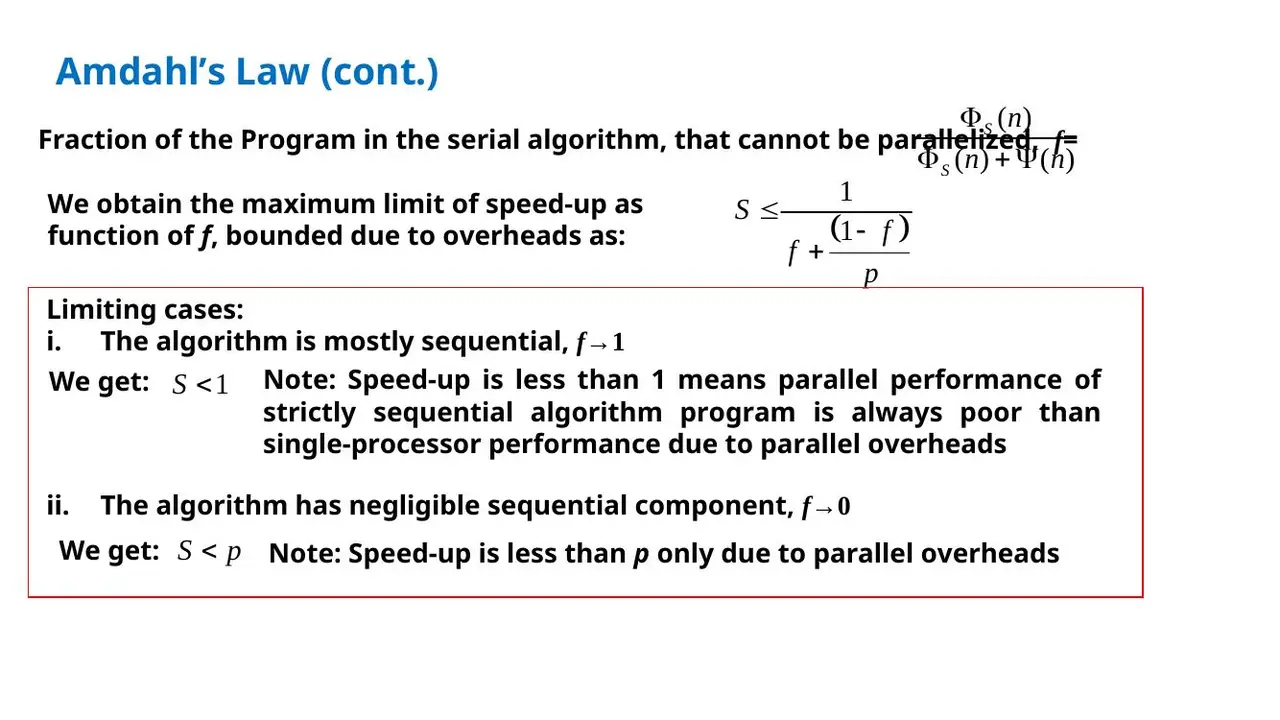 Amdahl’s Law (cont.)
Fraction of the Program in the serial algorithm, that cannot be parallelized, f=
Φ_S (n)
Φ_S (n) + Ψ(n)
We obtain the maximum limit of speed-up as
function of f, bounded due to overheads as:
S ≤
1
f + (1- f)
p
Limiting cases:
i. The algorithm is mostly sequential, f→1
We get: S <1
Note: Speed-up is less than 1 means parallel performance of
strictly sequential algorithm program is always poor than
single-processor performance due to parallel overheads
ii. The algorithm has negligible sequential component, f→0
We get: S < p
Note: Speed-up is less than p only due to parallel overheads